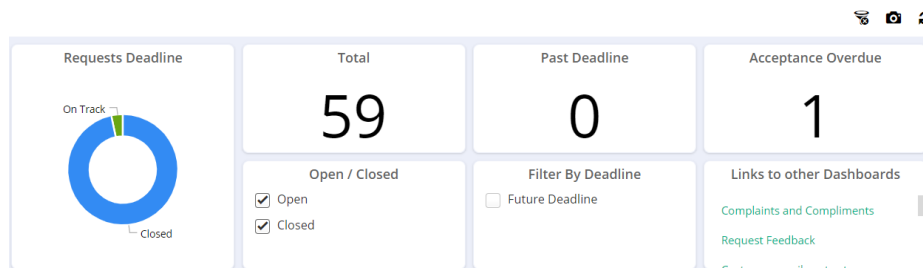 Requests Deadline
On Track
Closed
Total
59
Past Deadline
0
Acceptance Overdue
1
Open / Closed
Open
Closed
Filter By Deadline
Future Deadline
Links to other Dashboards
Complaints and Compliments
Request Feedback